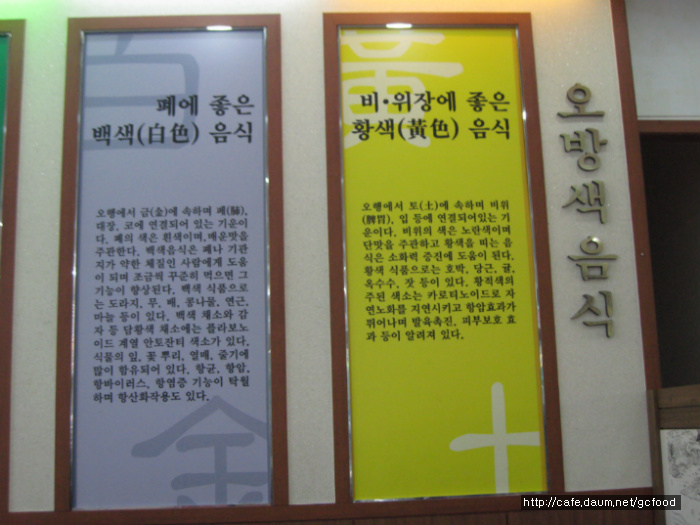 白
폐에 좋은
백색(白色) 음식
오행에서 금(金)에 속하며 폐(肺),
대장, 코에 연결되어 있는 기운이
다. 폐의 색은 흰색이며, 매운맛을
주관한다. 백색음식은 폐나 기관
지가 약한 체질인 사람에게 도움
이 되며 조금씩 꾸준히 먹으면 그
기능이 향상된다. 백색 식품으로
는 도라지, 무, 배, 콩나물, 연근,
마늘 등이 있다. 백색 채소와 감
자 등 담황색 채소에는 플라보노
이드 계열 안토잔틴 색소가 있다.
식물의 잎, 꽃 뿌리, 열매, 줄기에
많이 함유되어 있다. 항균, 항암,
항바이러스, 항염증 기능이 탁월
하며 항산화작용도 있다.
金
黃
비·위장에 좋은
황색(黃色) 음식
오행에서 토(土)에 속하며 비위
(脾胃), 입 등에 연결되어있는 기
운이다. 비위의 색은 노란색이며
단맛을 주관하고 황색을 띠는 음
식은 소화력 증진에 도움이 된다.
황색 식품으로는 호박, 당근, 귤,
옥수수, 잣 등이 있다. 황적색의
주된 색소는 카로티노이드로 자
연노화를 지연시키고 항암효과가
뛰어나며 발육촉진, 피부보호 효
과 등이 알려져 있다.
土
오방색 음식
http://cafe.daum.net/gcfood